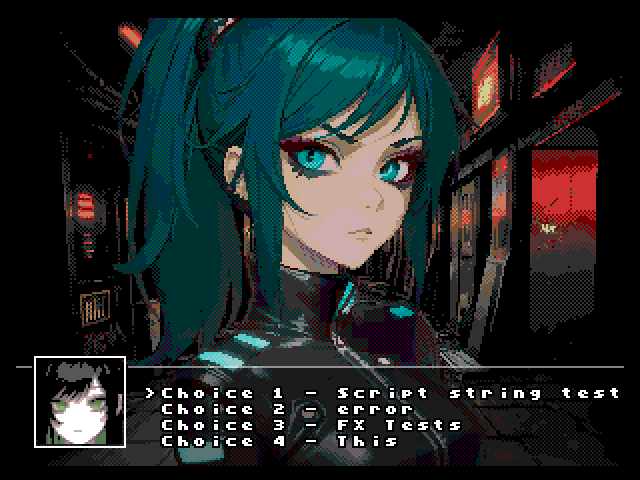 >Choice 1 - Script string test
Choice 2 - error
Choice 3 - FX Tests
Choice 4 - This